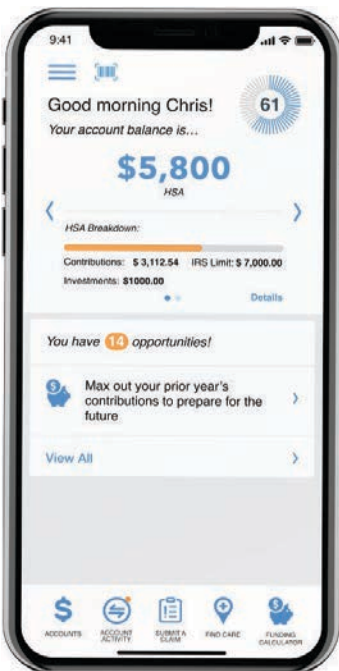 9:41
Good morning Chris!
61
Your account balance is...
$5,800
HSA
HSA Breakdown:
Contributions: $ 3,112.54 IRS Limit: $ 7,000.00
Investments: $1000.00
Details
You have 14 opportunities!
Max out your prior year's
contributions to prepare for the
future
View All
ACCOUNTS
ACCOUNT
ACTIVITY
SUBMIT A
CLAIM
FIND CARE
FUNDING
CALCULATOR